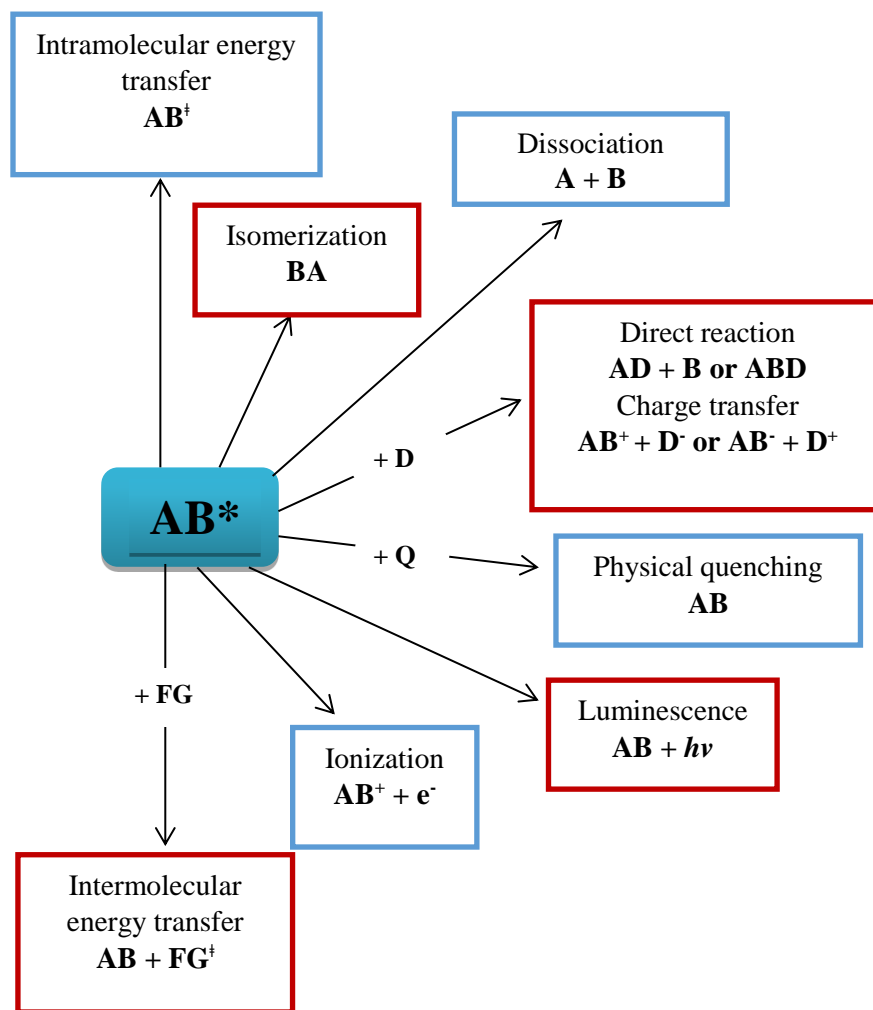 Intramolecular energy
transfer
AB‡
Dissociation
A + B
Isomerization
BA
Direct reaction
AD + B or ABD
Charge transfer
AB⁺ + D⁻ or AB⁻ + D⁺
+ D
AB*
+ Q
Physical quenching
AB
+ FG
Luminescence
AB + hν
Ionization
AB⁺ + e⁻
Intermolecular
energy transfer
AB + FG‡